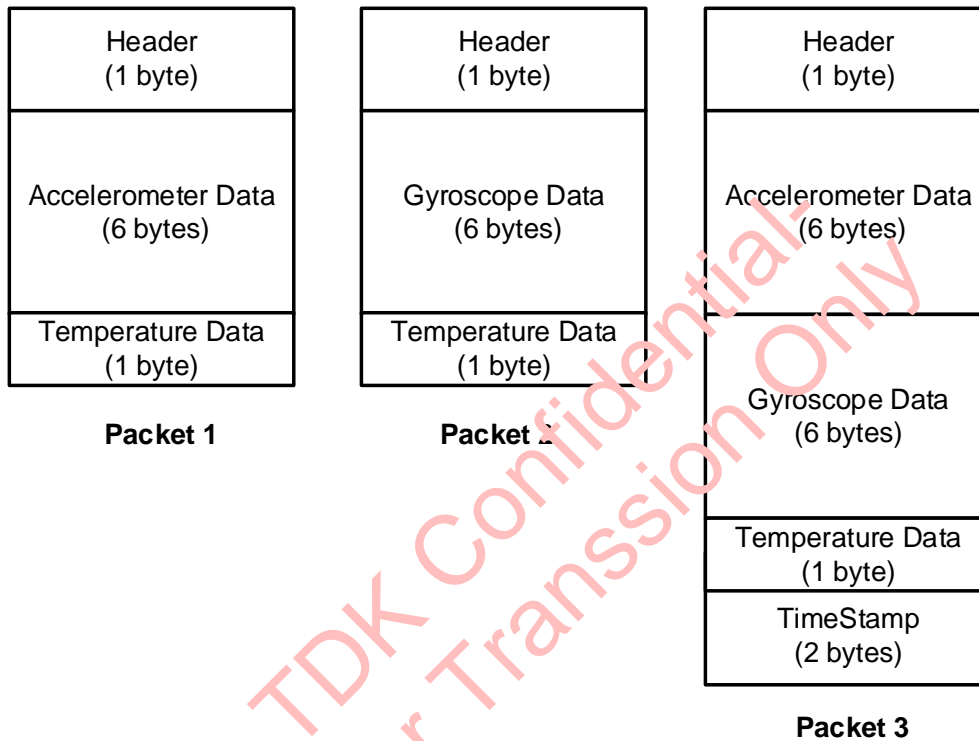 Header
(1 byte)
Accelerometer Data
(6 bytes)
Temperature Data
(1 byte)
Packet 1
Header
(1 byte)
Gyroscope Data
(6 bytes)
Temperature Data
(1 byte)
Packet 2
Header
(1 byte)
Accelerometer Data
(6 bytes)
Gyroscope Data
(6 bytes)
Temperature Data
(1 byte)
TimeStamp
(2 bytes)
Packet 3
TDK Confidential-
Transsion Only